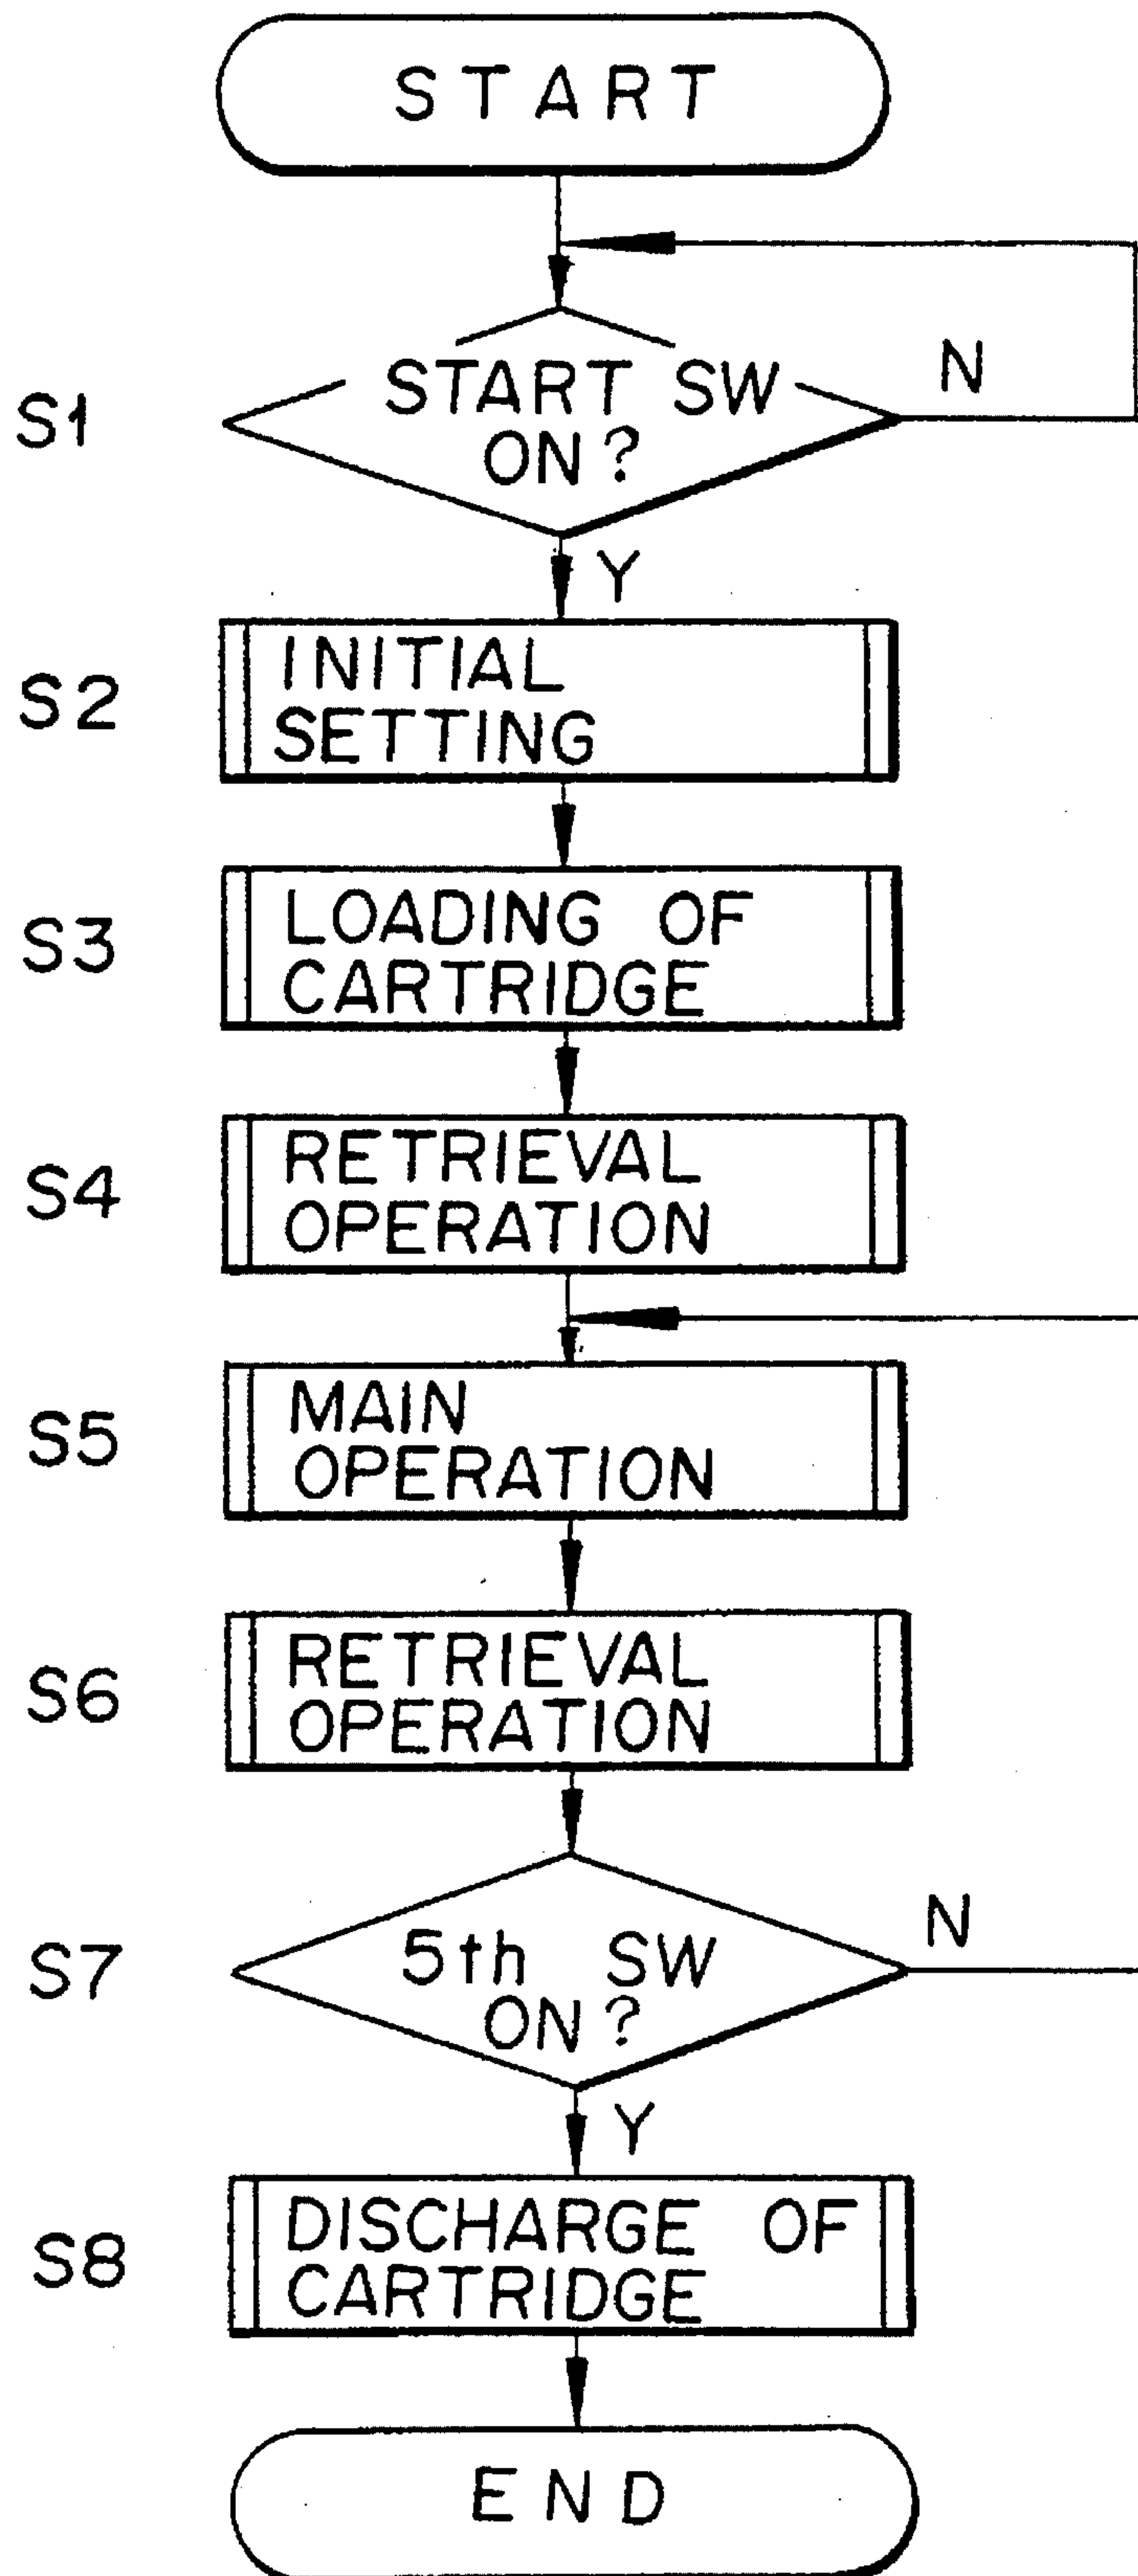 START
START SW
N
S1
ON?
Y
S2
INITIAL
SETTING
S3
LOADING OF
CARTRIDGE
S4
RETRIEVAL
OPERATION
S5
MAIN
OPERATION
S6
RETRIEVAL
OPERATION
N
S7
5th SW
ON?
Y
S8
DISCHARGE OF
CARTRIDGE
END